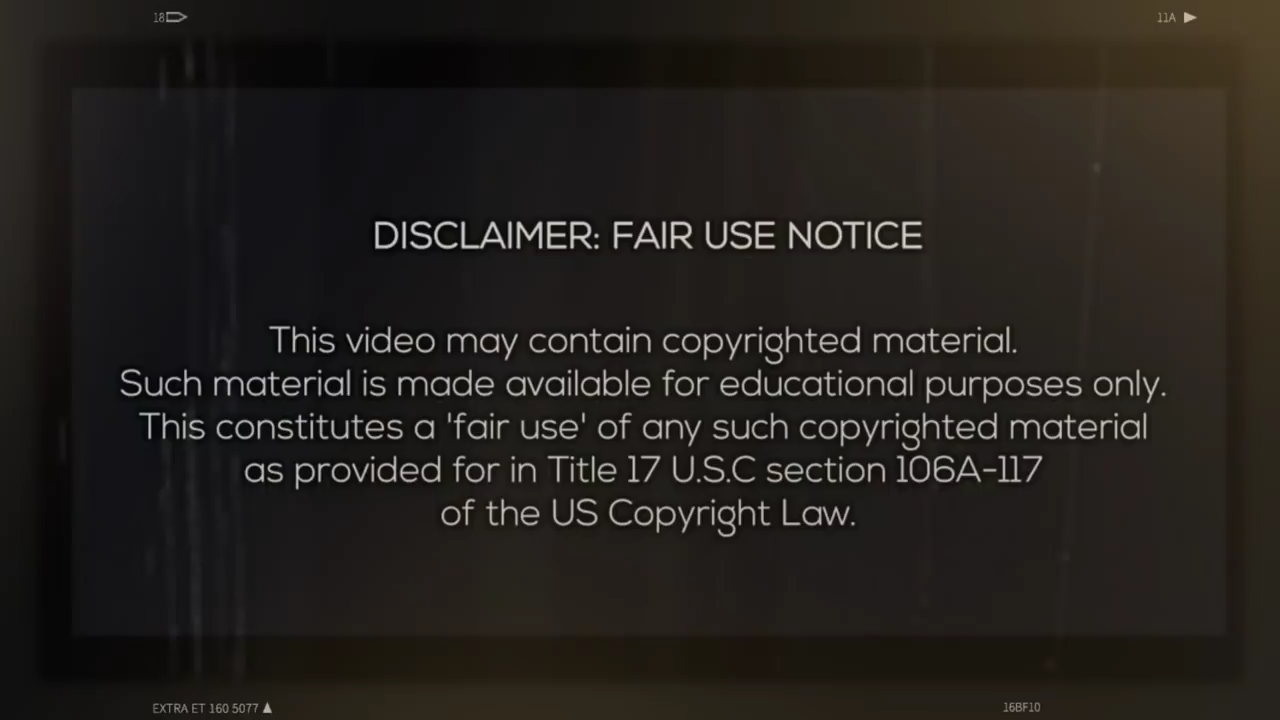 18
11A
DISCLAIMER: FAIR USE NOTICE
This video may contain copyrighted material.
Such material is made available for educational purposes only.
This constitutes a 'fair use' of any such copyrighted material
as provided for in Title 17 U.S.C section 106A-117
of the US Copyright Law.
EXTRA ET 160 5077
16BF10